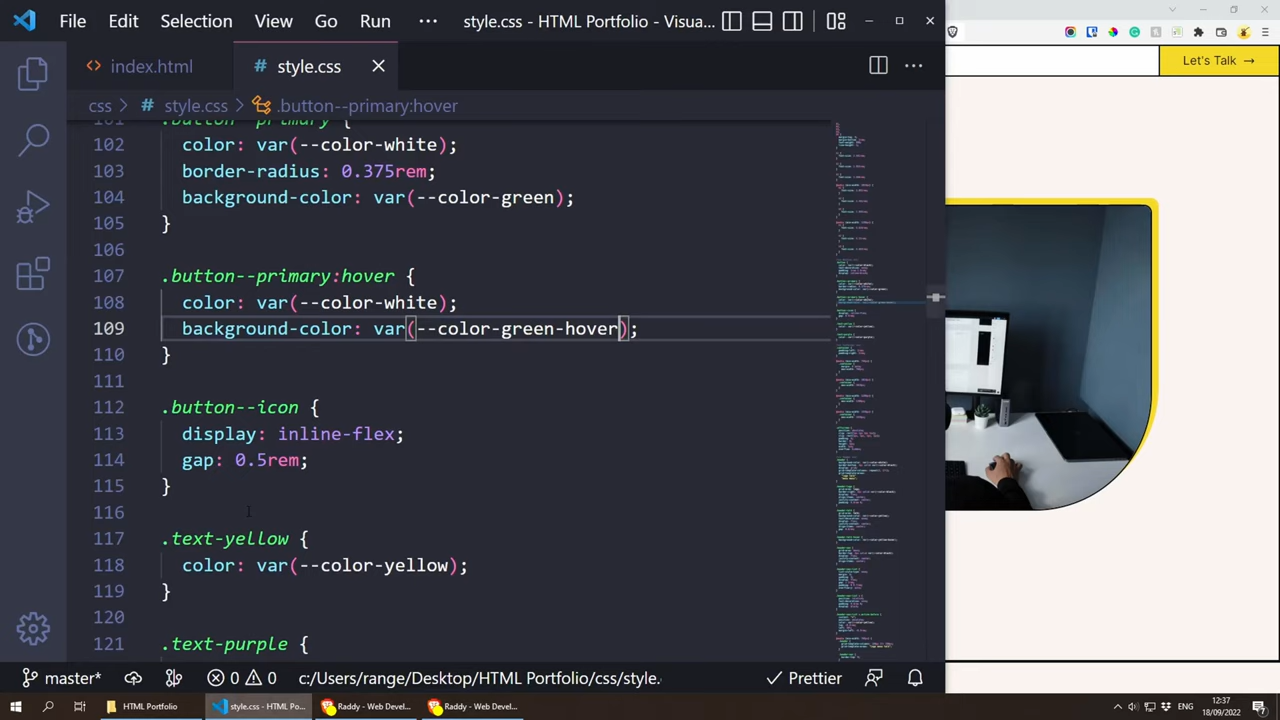 File Edit Selection View Go Run ··· style.css - HTML Portfolio - Visua...
index.html
# style.css
css > # style.css > .button--primary:hover
101 .button--primary {
102 color: var(--color-white);
103 border-radius: 0.375rem;
104 background-color: var(--color-green);
105 }
106
107 .button--primary:hover {
108 color: var(--color-white);
109 background-color: var(--color-green-hver);
110 }
111
112 .button--icon {
113 display: inline-flex;
114 gap: 0.5rem;
115 }
116
117 .text-yellow {
118 color: var(--color-yellow);
119 }
120
121 .text-purple {
master* 0 0 c:/Users/range/Desktop/HTML Portfolio/css/style. Prettier
Let's Talk →
HTML Portfolio
style.css - HTML Po...
Raddy - Web Devel...
Raddy - Web Devel...
ENG
12:37
18/09/2022
7